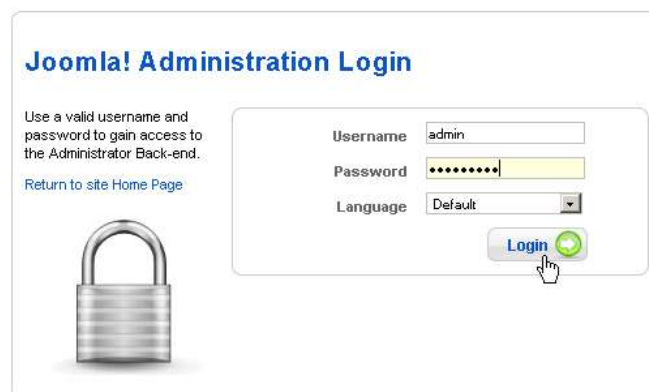 Joomla! Administration Login
Use a valid username and
password to gain access to
the Administrator Back-end.
Return to site Home Page
Username admin
Password •••••••••
Language Default
Login